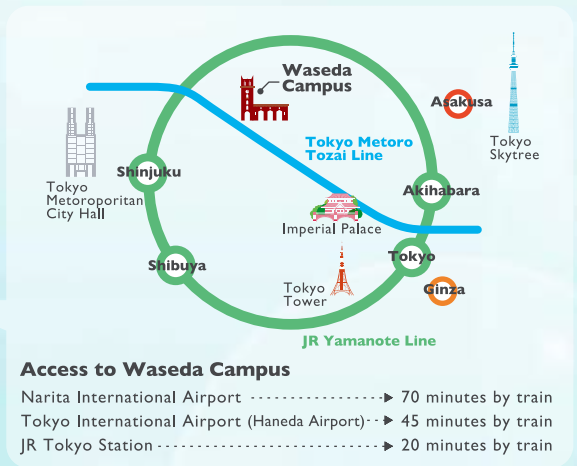 Waseda
Campus
Asakusa
Tokyo
Skytree
Tokyo Metoro
Tozai Line
Shinjuku
Tokyo
Metoroporitan
City Hall
Akihabara
Imperial Palace
Shibuya
Tokyo
Tokyo
Tower
Ginza
JR Yamanote Line
Access to Waseda Campus
Narita International Airport 70 minutes by train
Tokyo International Airport (Haneda Airport) 45 minutes by train
JR Tokyo Station 20 minutes by train